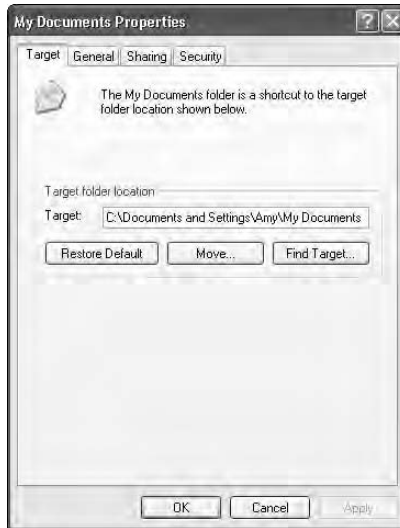 My Documents Properties
Target General Sharing Security
The My Documents folder is a shortcut to the target
folder location shown below.
Target folder location
Target: C:\Documents and Settings\Amy\My Documents
Restore Default Move... Find Target...
OK Cancel Apply